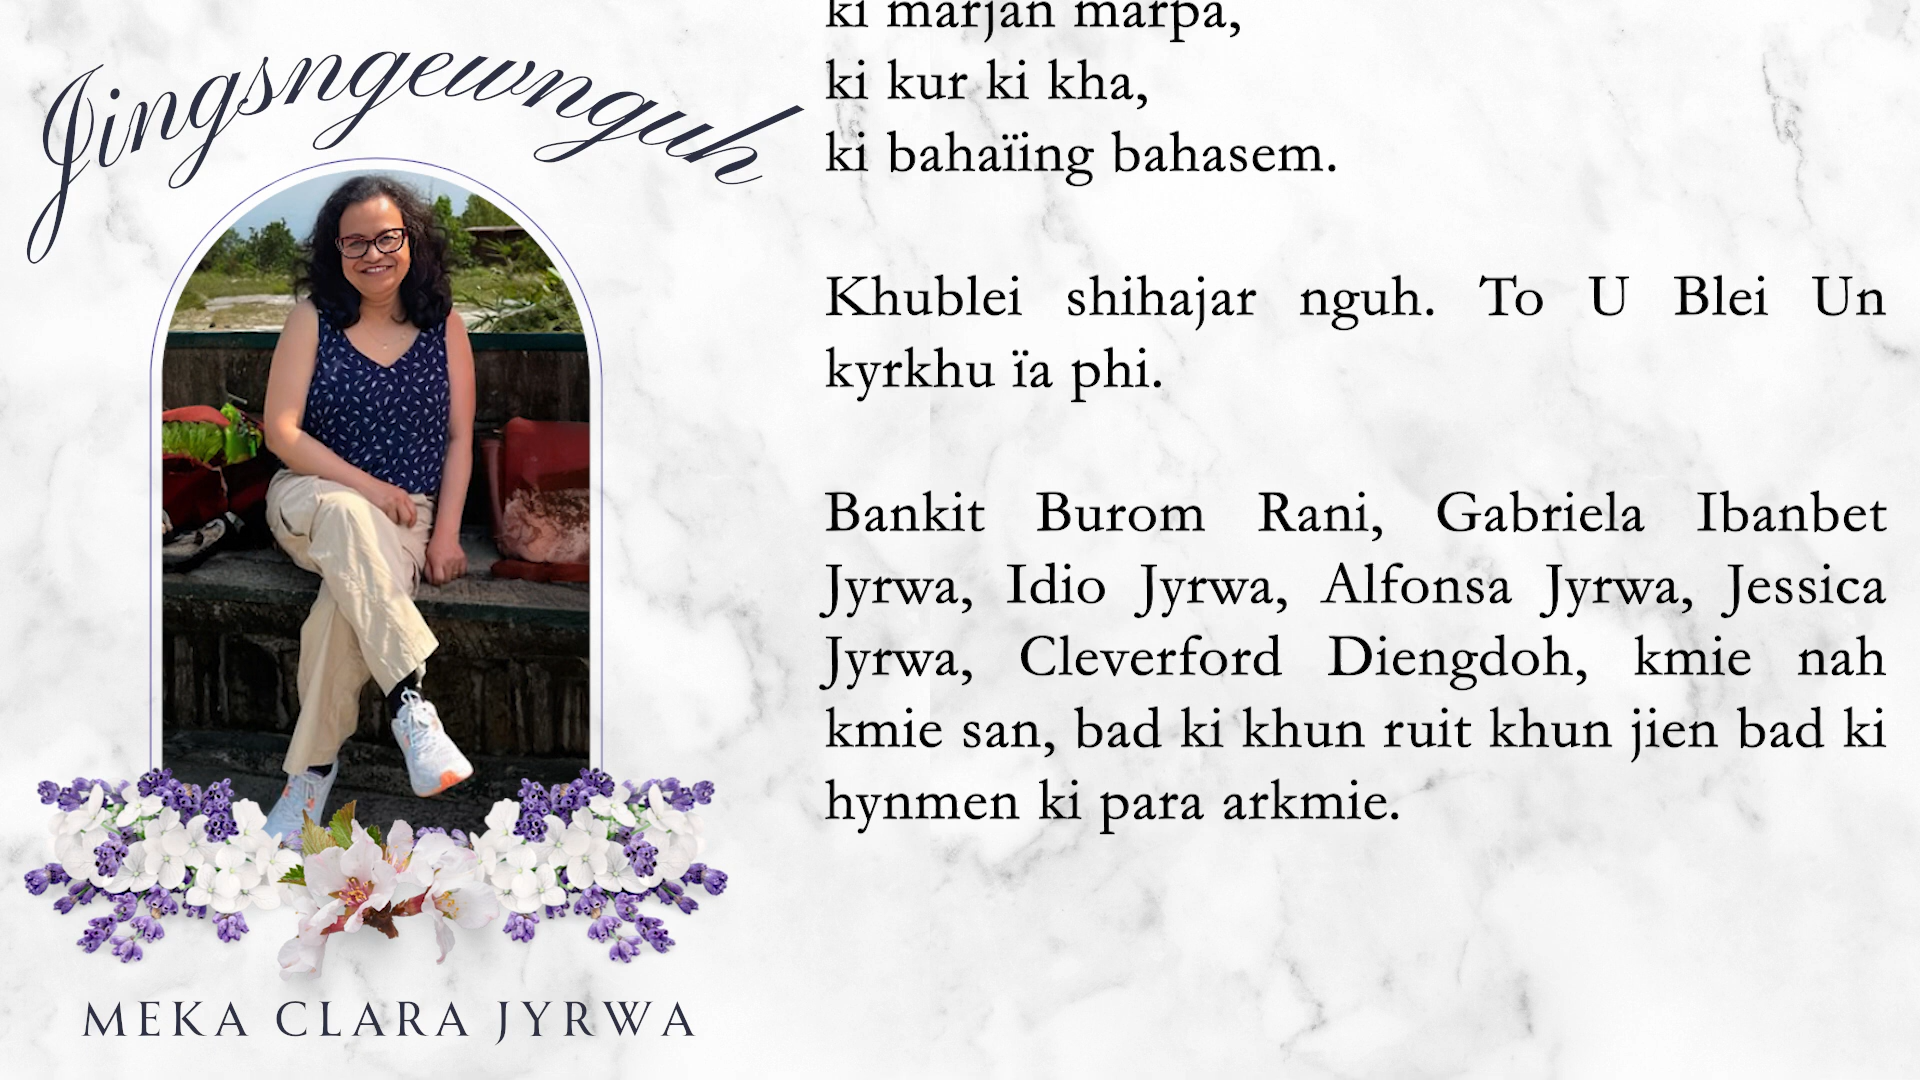 Jingsngewnguh
MEKA CLARA JYRWA
ki marjan marpa,
ki kur ki kha,
ki bahaïing bahasem.
Khublei shihajar nguh. To U Blei Un
kyrkhu ïa phi.
Bankit Burom Rani, Gabriela Ibanbet
Jyrwa, Idio Jyrwa, Alfonsa Jyrwa, Jessica
Jyrwa, Cleverford Diengdoh, kmie nah
kmie san, bad ki khun ruit khun jien bad ki
hynmen ki para arkmie.